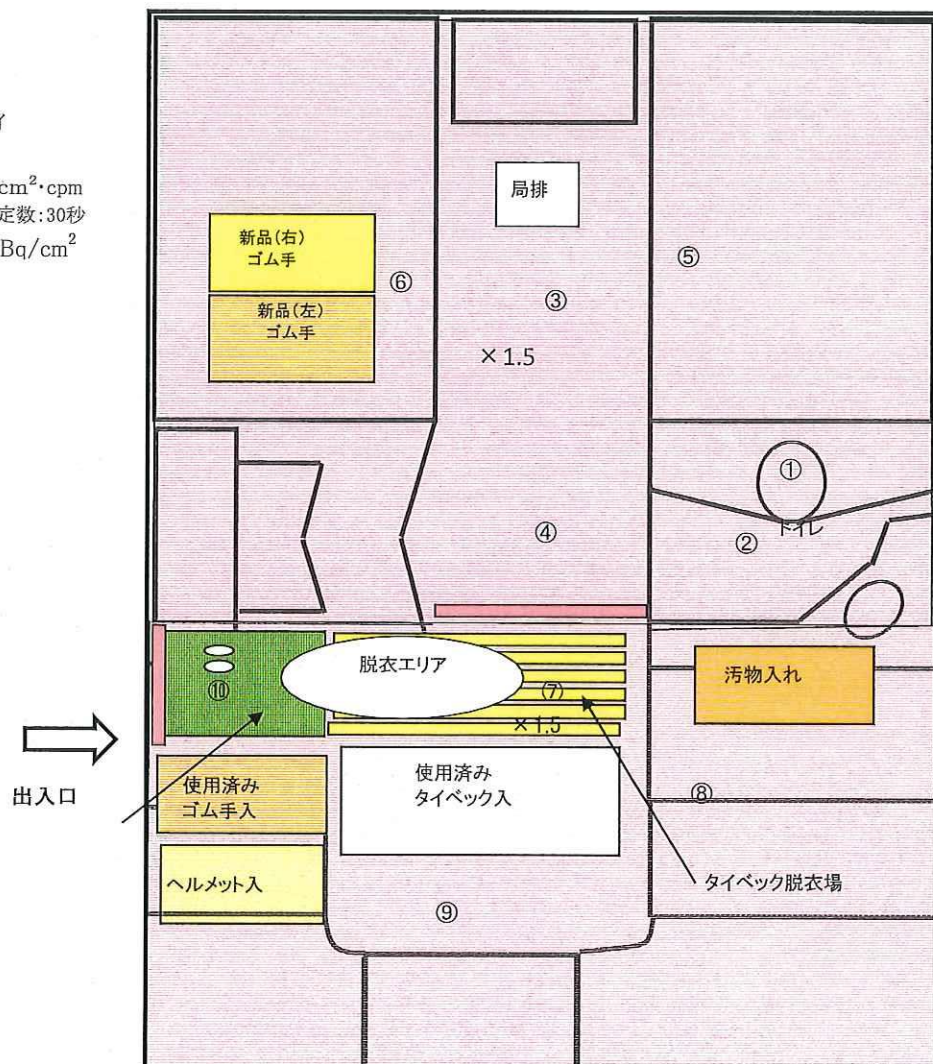 イ
cm²・cpm
定数:30秒
Bq/cm²
局排
新品(右)
ゴム手
⑤
⑥
③
新品(左)
ゴム手
×1.5
①
トイレ
④
②
脱衣エリア
汚物入れ
⑩
⑦
×1.5
出入口
使用済み
ゴム手入
使用済み
タイベック入
⑧
ヘルメット入
タイベック脱衣場
⑨